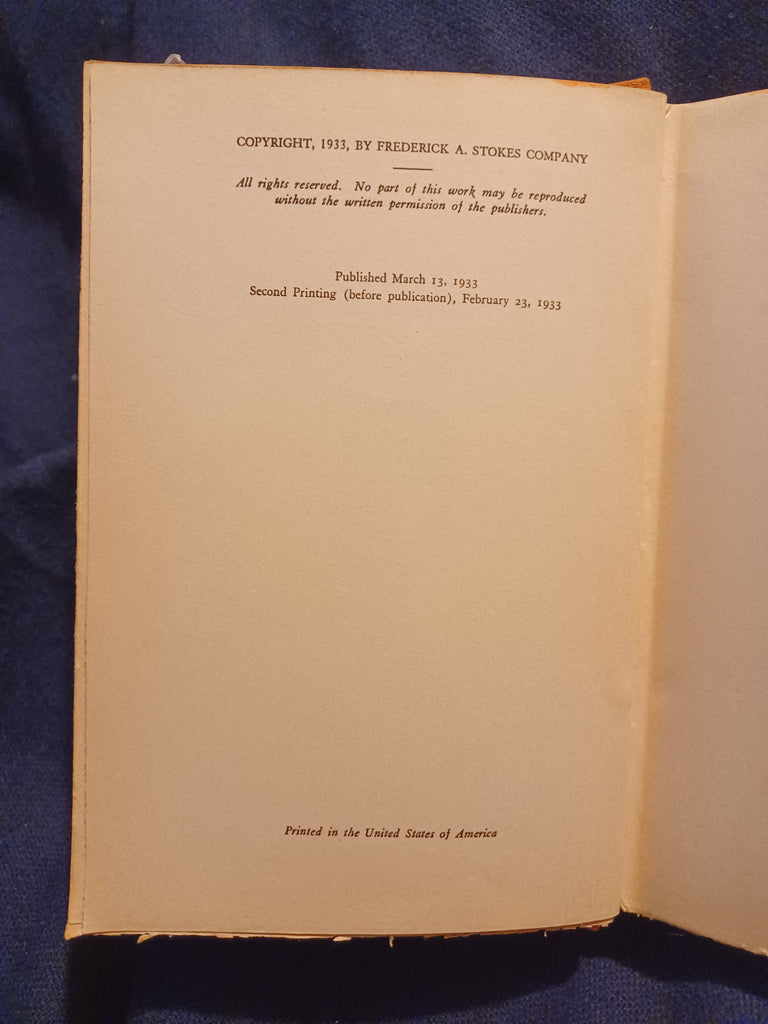 COPYRIGHT, 1933, BY FREDERICK A. STOKES COMPANY
All rights reserved. No part of this work may be reproduced
without the written permission of the publishers.
Published March 13, 1933
Second Printing (before publication), February 23, 1933
Printed in the United States of America